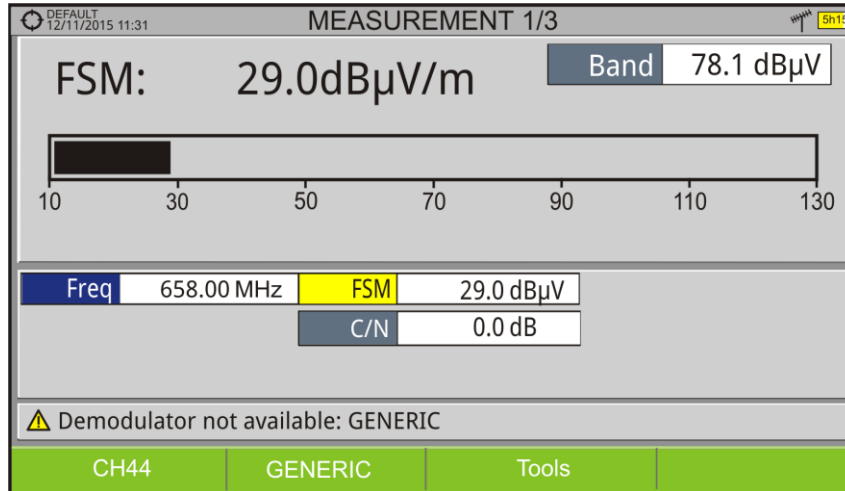 DEFAULT
12/11/2015 11:31
MEASUREMENT 1/3
5h15
FSM: 29.0dBµV/m
Band 78.1 dBµV
10 30 50 70 90 110 130
Freq 658.00 MHz FSM 29.0 dBµV
C/N 0.0 dB
Demodulator not available: GENERIC
CH44 GENERIC Tools